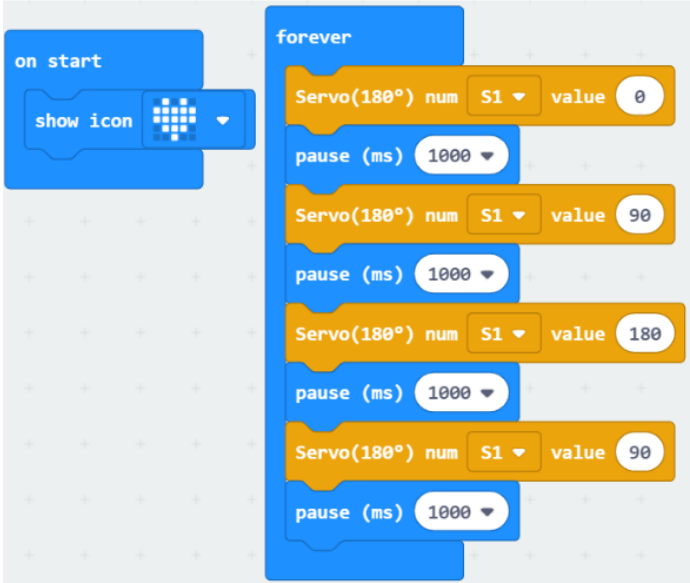 on start
show icon
forever
Servo(180°) num S1 value 0
pause (ms) 1000
Servo(180°) num S1 value 90
pause (ms) 1000
Servo(180°) num S1 value 180
pause (ms) 1000
Servo(180°) num S1 value 90
pause (ms) 1000